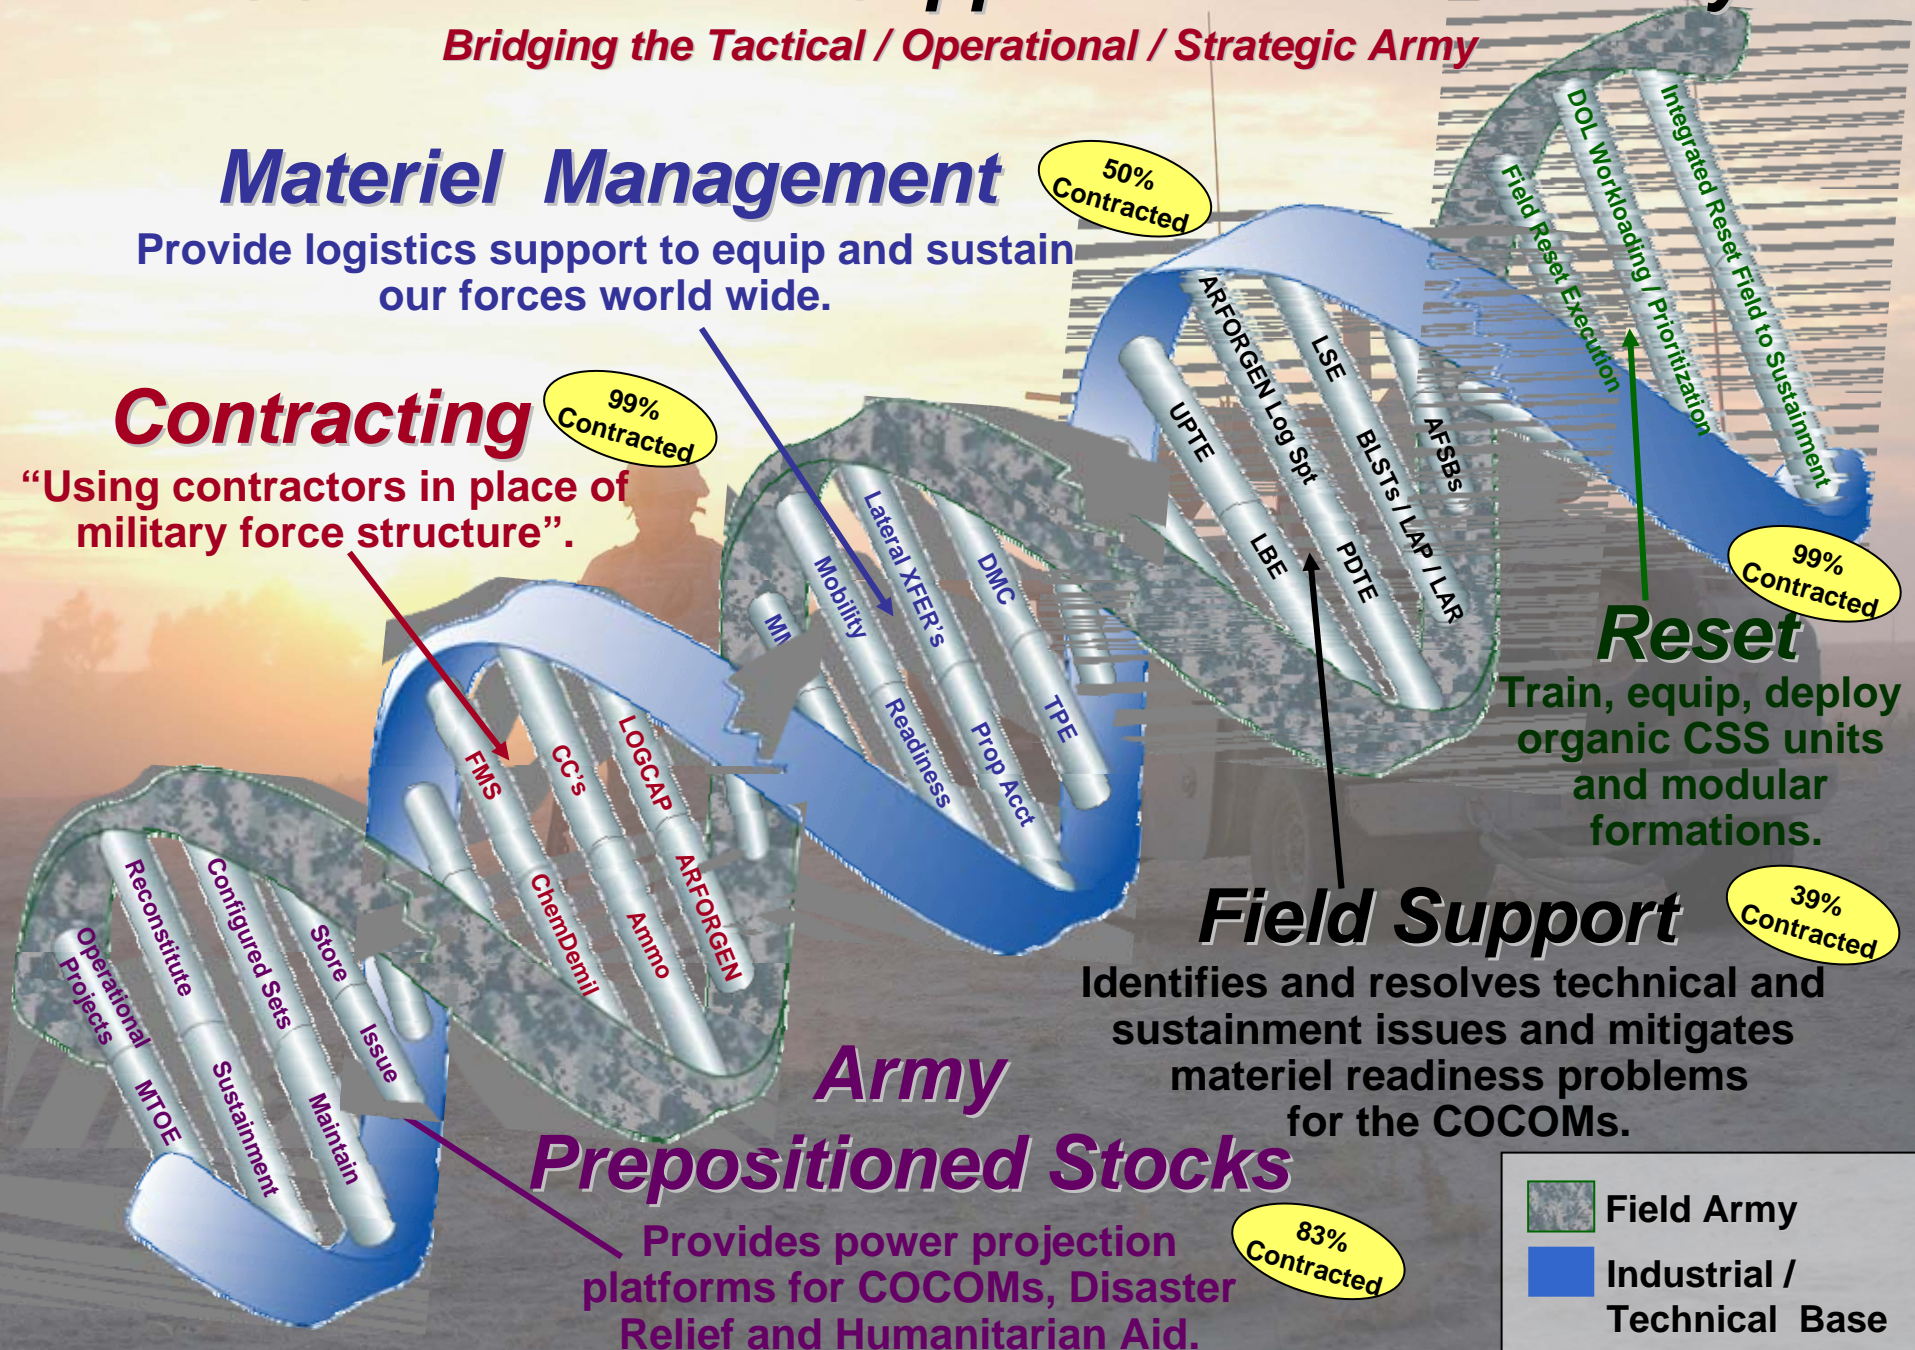 Bridging the Tactical / Operational / Strategic Army
Materiel Management
50%
Contracted
Provide logistics support to equip and sustain
our forces world wide.
Contracting
99%
Contracted
“Using contractors in place of
military force structure”.
Field Reset Execution
DOL Workloading / Prioritization
Integrated Reset Field to Sustainment
UPTE
LBE
ARFORGEN Log Spt
PDTE
LSE
BLSTs / LAP / LAR
AFSBs
Mobility
Readiness
Lateral XFER's
Prop Acct
DMC
TPE
FMS
ChemDemil
CC's
Ammo
LOGCAP
ARFORGEN
Operational
Projects
MTOE
Reconstitute
Sustainment
Configured Sets
Maintain
Store
Issue
99%
Contracted
Reset
Train, equip, deploy
organic CSS units
and modular
formations.
39%
Contracted
Field Support
Identifies and resolves technical and
sustainment issues and mitigates
materiel readiness problems
for the COCOMs.
Army
Prepositioned Stocks
83%
Contracted
Provides power projection
platforms for COCOMs, Disaster
Relief and Humanitarian Aid.
Field Army
Industrial /
Technical Base